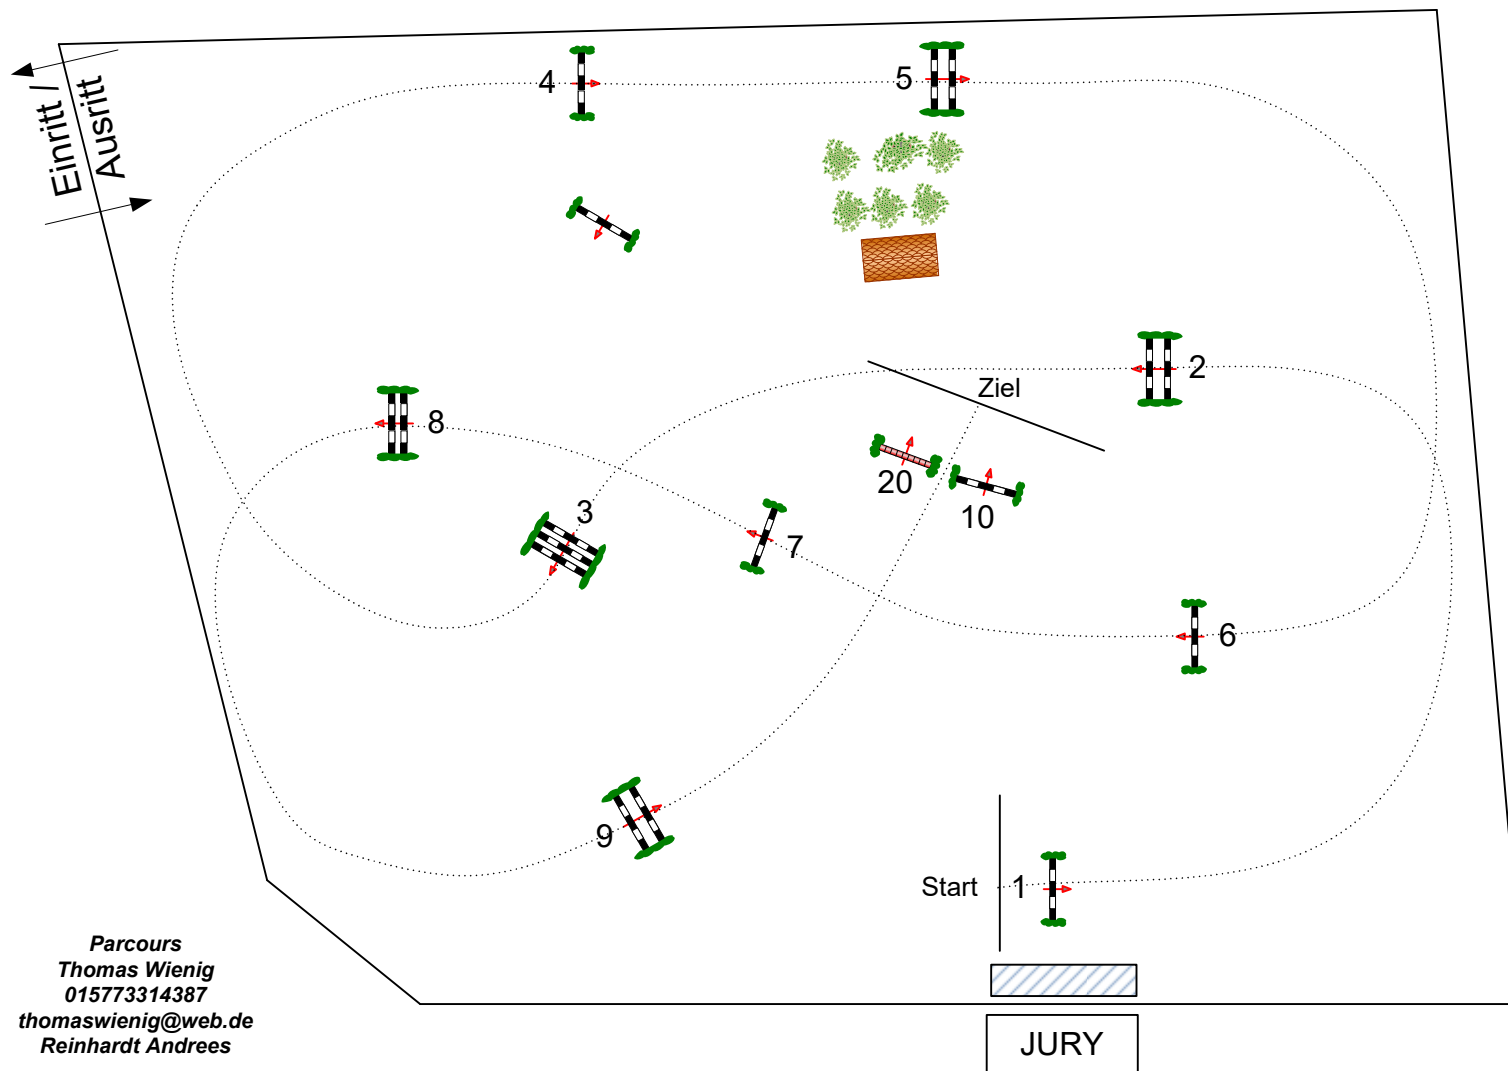 Einritt /
Ausritt
4
5
2
Ziel
8
20
10
3
7
6
9
Start
1
Parcours
Thomas Wienig
015773314387
thomaswienig@web.de
Reinhardt Andrees
JURY